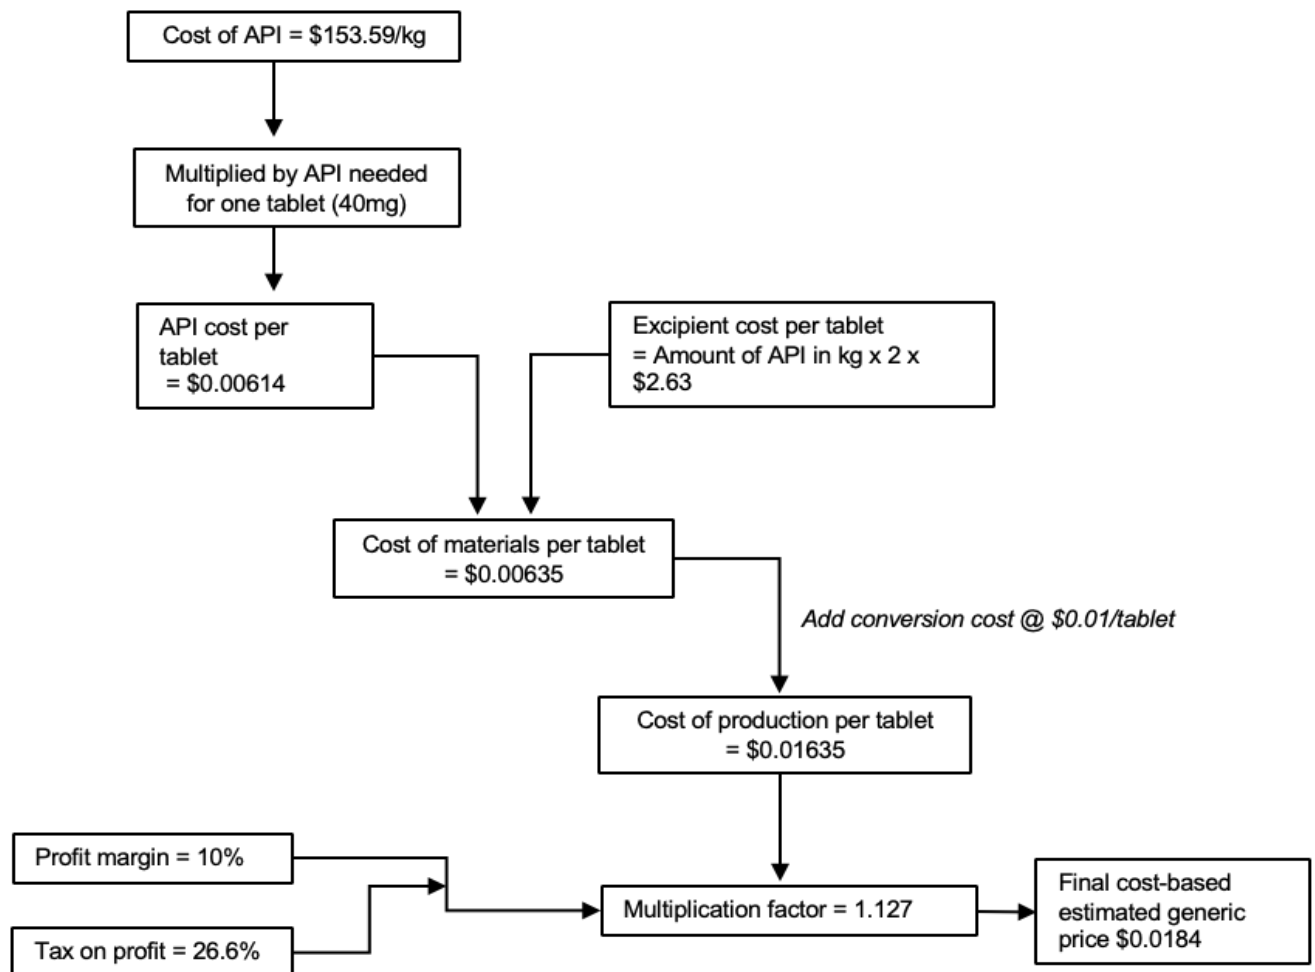 Cost of API = $153.59/kg
Multiplied by API needed
for one tablet (40mg)
API cost per
tablet
= $0.00614
Excipient cost per tablet
= Amount of API in kg x 2 x
$2.63
Cost of materials per tablet
= $0.00635
Add conversion cost @ $0.01/tablet
Cost of production per tablet
= $0.01635
Profit margin = 10%
Tax on profit = 26.6%
Multiplication factor = 1.127
Final cost-based
estimated generic
price $0.0184